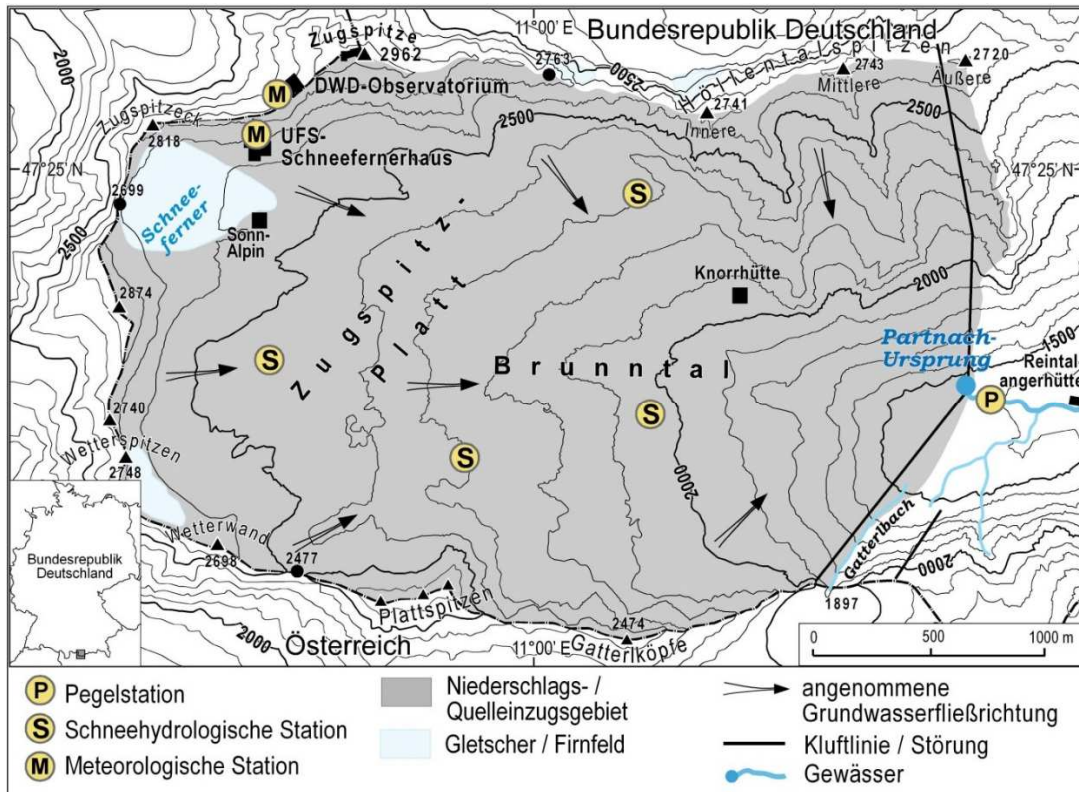 Bundesrepublik Deutschland
11°00' E
2000
Zugspitze
2962
2763
2500
Höllentalspitzen
2743
Mittlere
2720
Äußere
M
DWD-Observatorium
2741
Innere
2500
2500
Zugspitzeck
2818
M
UFS-
Schneefernerhaus
47°25' N
47°25' N
2699
Schnee-
ferner
2500
Sonn-
Alpin
S
Knorrhütte
2000
2874
Zugspitz-
Platt
Brunntal
S
Partnach-
Ursprung
1500
Reintal-
angerhütte
P
S
S
2740
Wetterspitzen
2748
2000
Wetterwand
2698
2477
Plattspitzen
Gatterlbach
2000
1897
Bundesrepublik
Deutschland
2000
Österreich
11°00' E
2474
Gatterlköpfe
0 500 1000 m
P Pegelstation
S Schneehydrologische Station
M Meteorologische Station
Niederschlags- /
Quelleinzugsgebiet
Gletscher / Firnfeld
angenommene
Grundwasserfließrichtung
Kluftlinie / Störung
Gewässer